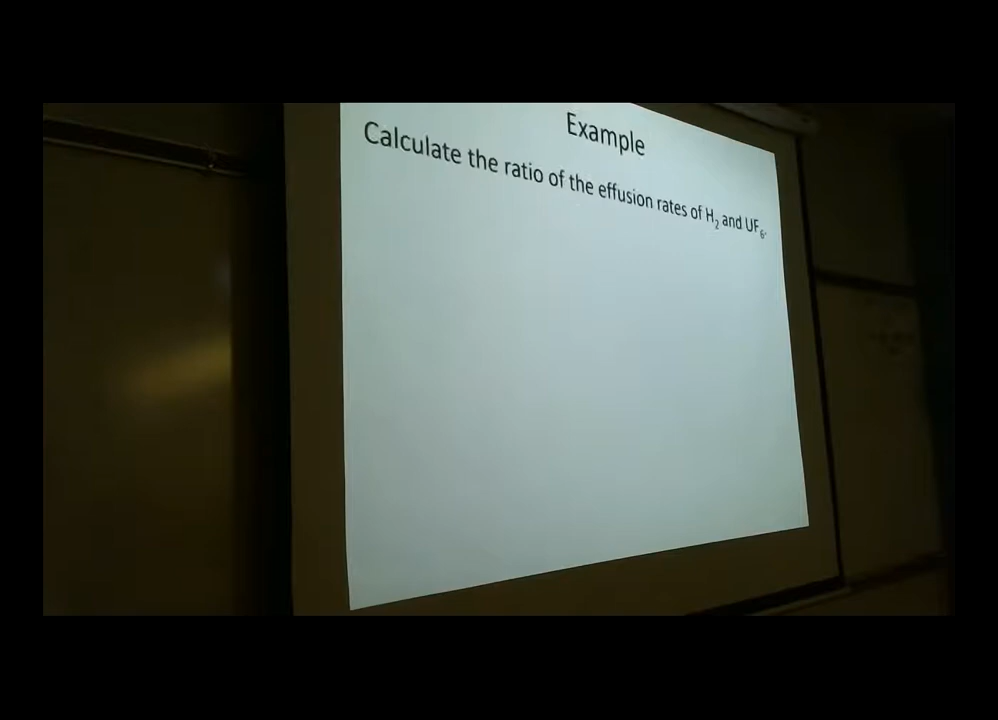 Example
Calculate the ratio of the effusion rates of H₂ and UF₆.